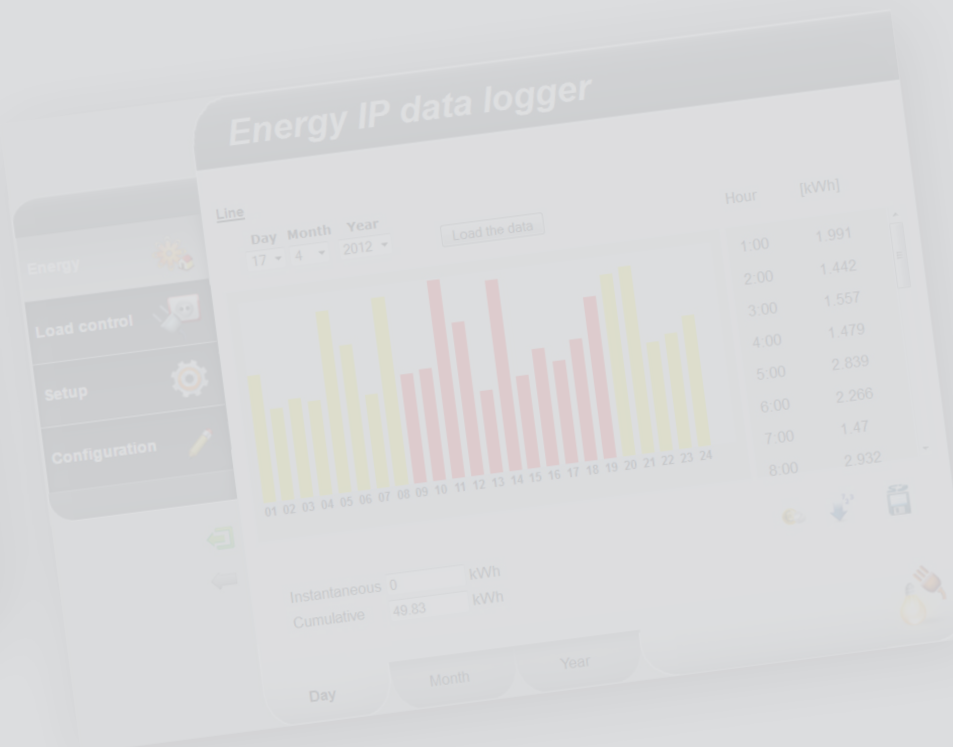 Energy IP data logger
Line
Day Month Year
17 4 2012
Load the data
Hour [kWh]
1:00 1.991
2:00 1.442
3:00 1.557
4:00 1.479
5:00 2.839
6:00 2.266
7:00 1.47
8:00 2.932
Energy
Load control
Setup
Configuration
01 02 03 04 05 06 07 08 09 10 11 12 13 14 15 16 17 18 19 20 21 22 23 24
Instantaneous 0 kWh
Cumulative 49.83 kWh
Day Month Year